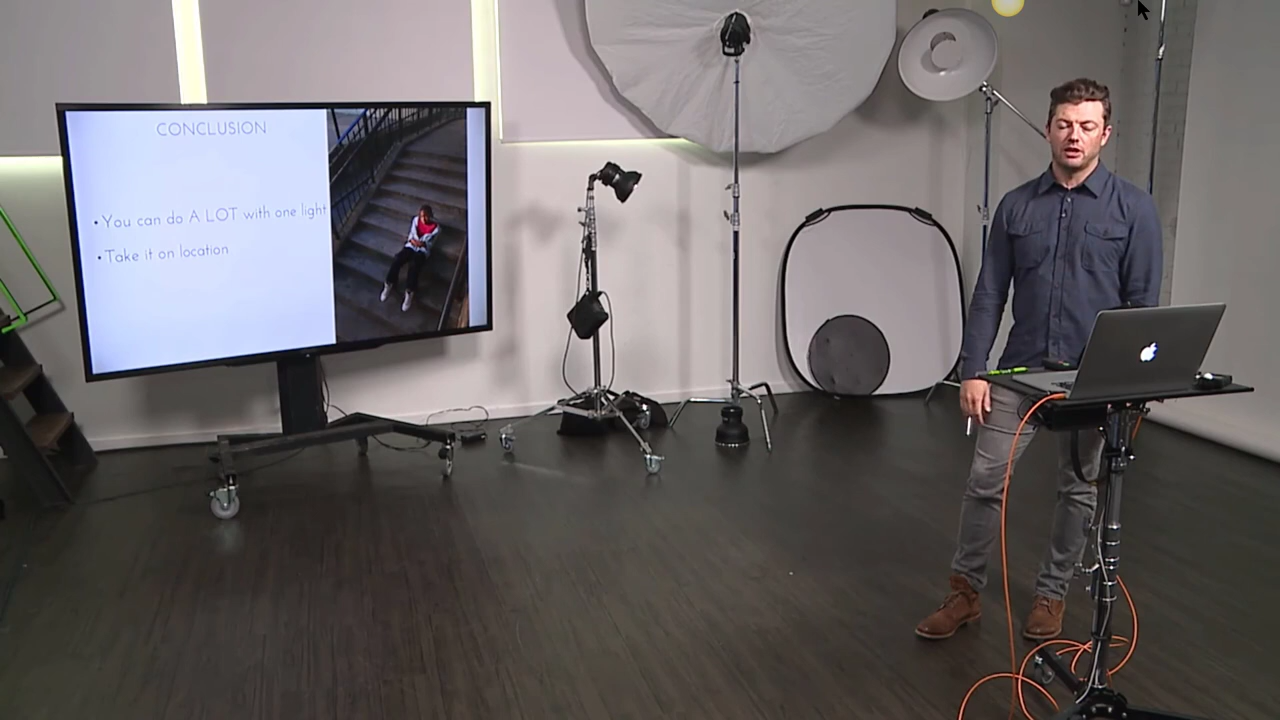 CONCLUSION
• You can do A LOT with one light
• Take it on location